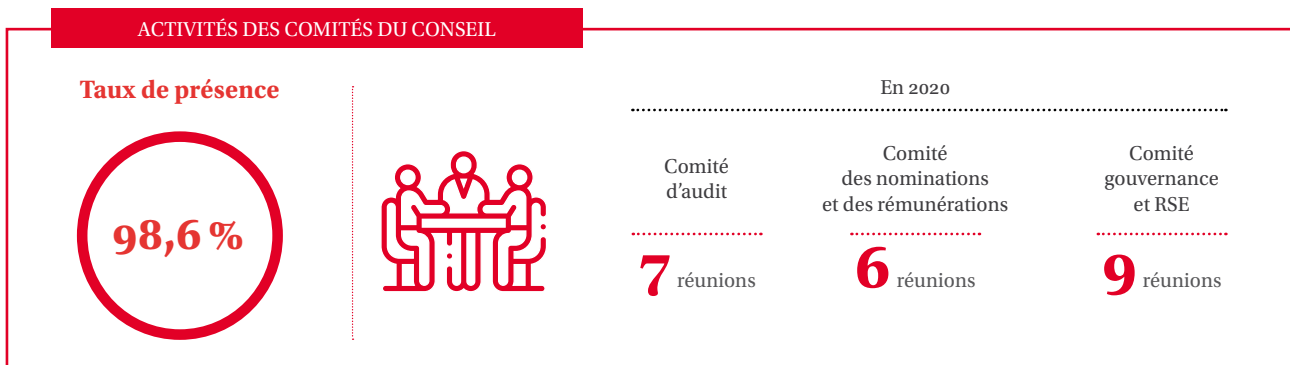 ACTIVITÉS DES COMITÉS DU CONSEIL
Taux de présence
98,6 %
En 2020
Comité
d'audit
7 réunions
Comité
des nominations
et des rémunérations
6 réunions
Comité
gouvernance
et RSE
9 réunions